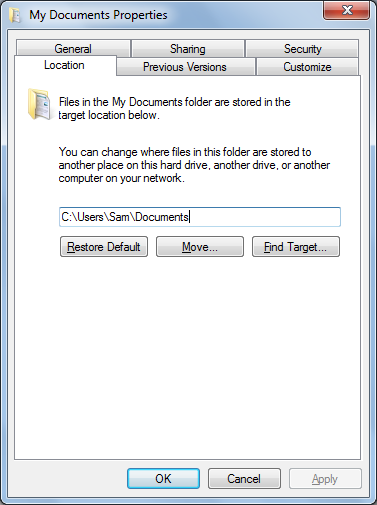 My Documents Properties
General
Sharing
Security
Location
Previous Versions
Customize
Files in the My Documents folder are stored in the
target location below.
You can change where files in this folder are stored to
another place on this hard drive, another drive, or another
computer on your network.
C:\Users\Sam\Documents
Restore Default
Move...
Find Target...
OK
Cancel
Apply